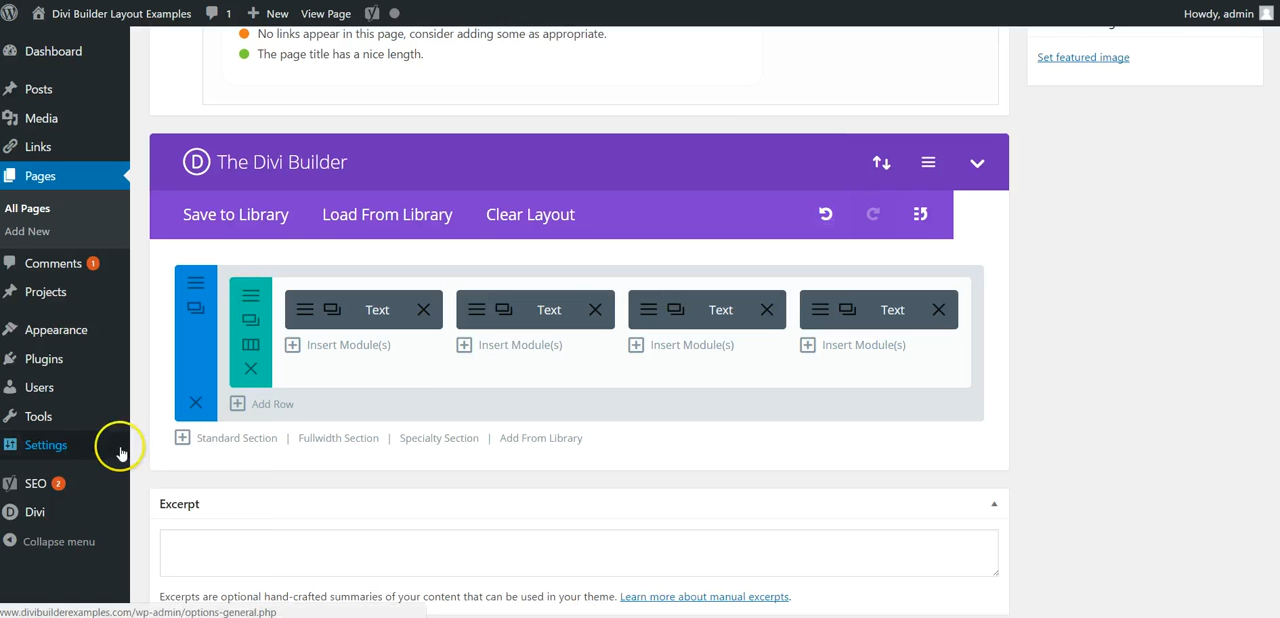 Divi Builder Layout Examples 1 New View Page Howdy, admin
Dashboard
Posts
Media
Links
Pages
All Pages
Add New
Comments 1
Projects
Appearance
Plugins
Users
Tools
Settings
SEO 2
Divi
Collapse menu
No links appear in this page, consider adding some as appropriate.
The page title has a nice length.
Set featured image
D The Divi Builder
Save to Library Load From Library Clear Layout
Text Text Text Text
Insert Module(s) Insert Module(s) Insert Module(s) Insert Module(s)
Add Row
Standard Section | Fullwidth Section | Specialty Section | Add From Library
Excerpt
Excerpts are optional hand-crafted summaries of your content that can be used in your theme. Learn more about manual excerpts.
www.divibuilderexamples.com/wp-admin/options-general.php